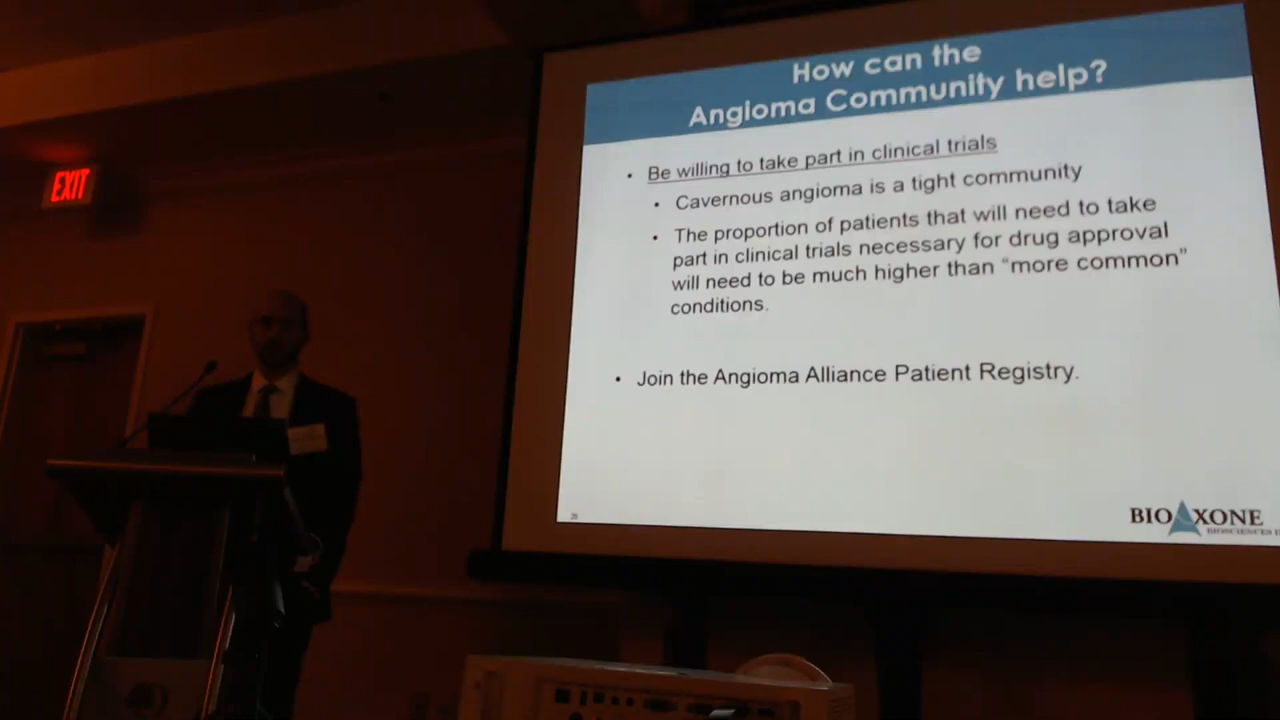 How can the
Angioma Community help?
• Be willing to take part in clinical trials
• Cavernous angioma is a tight community
• The proportion of patients that will need to take
part in clinical trials necessary for drug approval
will need to be much higher than “more common”
conditions.
• Join the Angioma Alliance Patient Registry.
BIOAXONE
BIOSCIENCES
EXIT